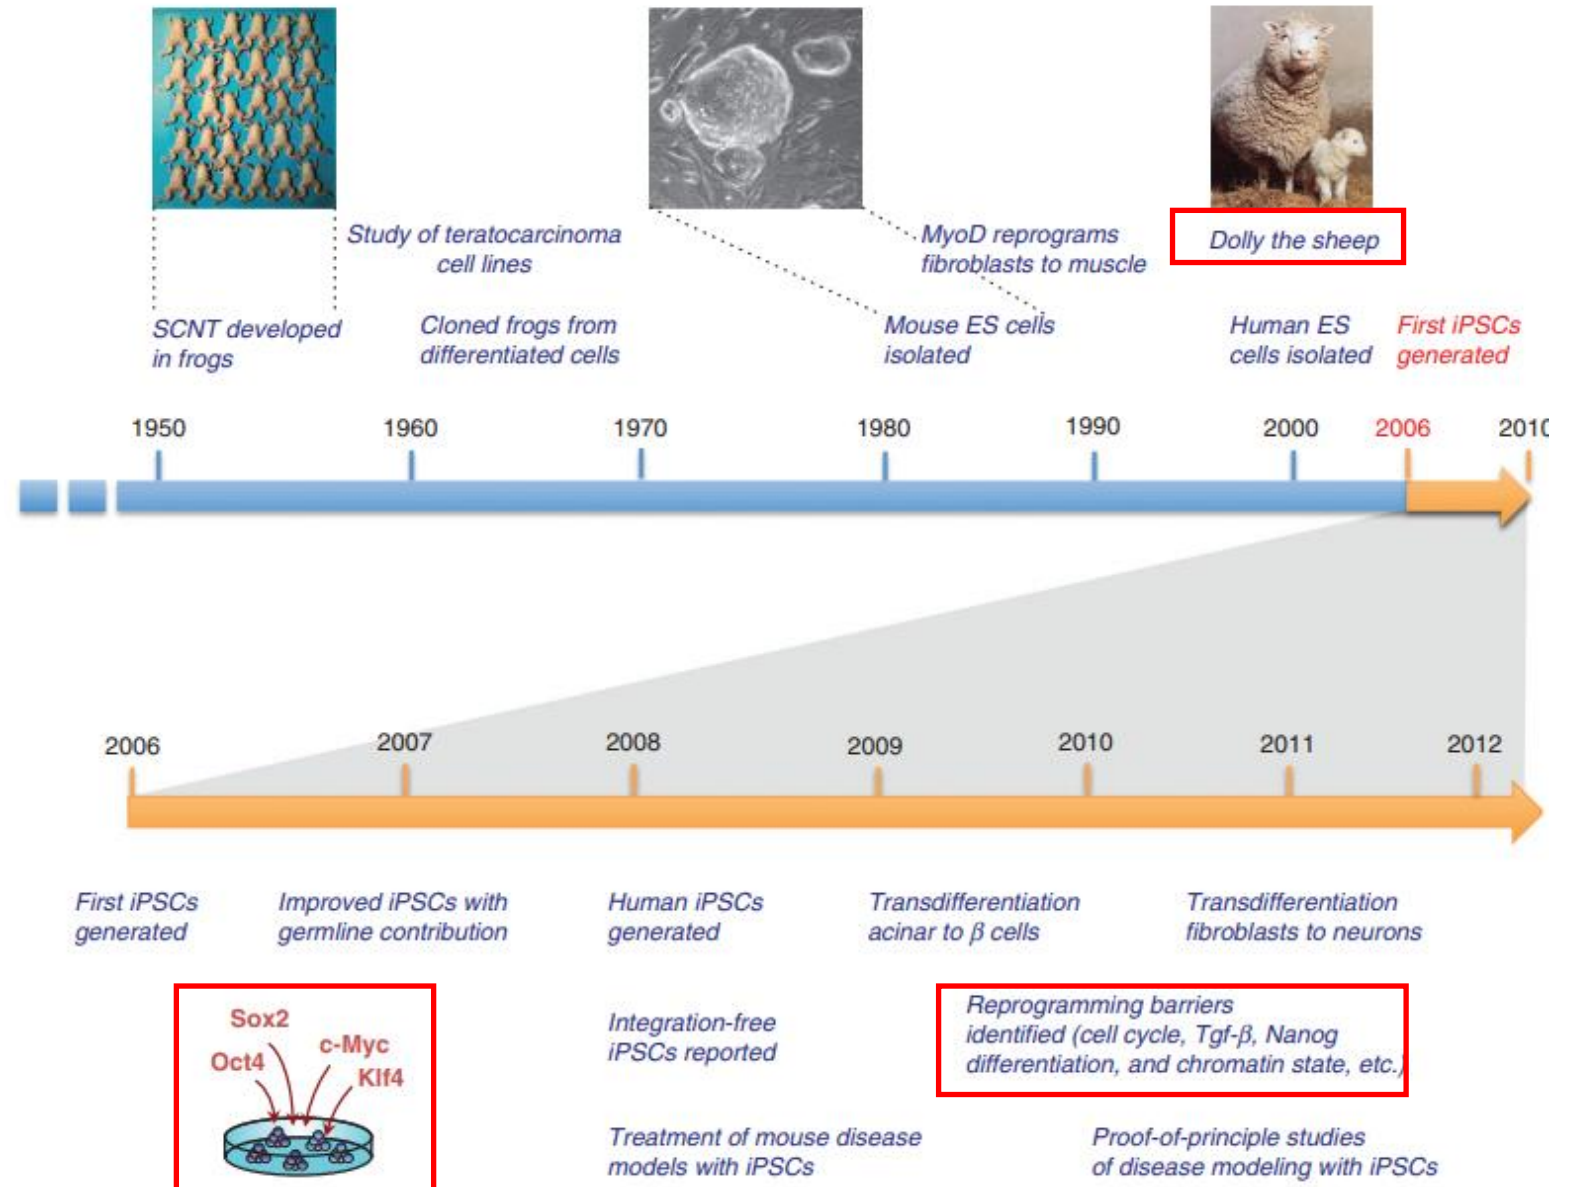 Study of teratocarcinoma
cell lines
MyoD reprograms
fibroblasts to muscle
Dolly the sheep
SCNT developed
in frogs
Cloned frogs from
differentiated cells
Mouse ES cells
isolated
Human ES
cells isolated
First iPSCs
generated
1950
1960
1970
1980
1990
2000
2006
2010
2006
2007
2008
2009
2010
2011
2012
First iPSCs
generated
Improved iPSCs with
germline contribution
Human iPSCs
generated
Transdifferentiation
acinar to β cells
Transdifferentiation
fibroblasts to neurons
Sox2
Oct4
c-Myc
Klf4
Integration-free
iPSCs reported
Reprogramming barriers
identified (cell cycle, Tgf-β, Nanog
differentiation, and chromatin state, etc.)
Treatment of mouse disease
models with iPSCs
Proof-of-principle studies
of disease modeling with iPSCs